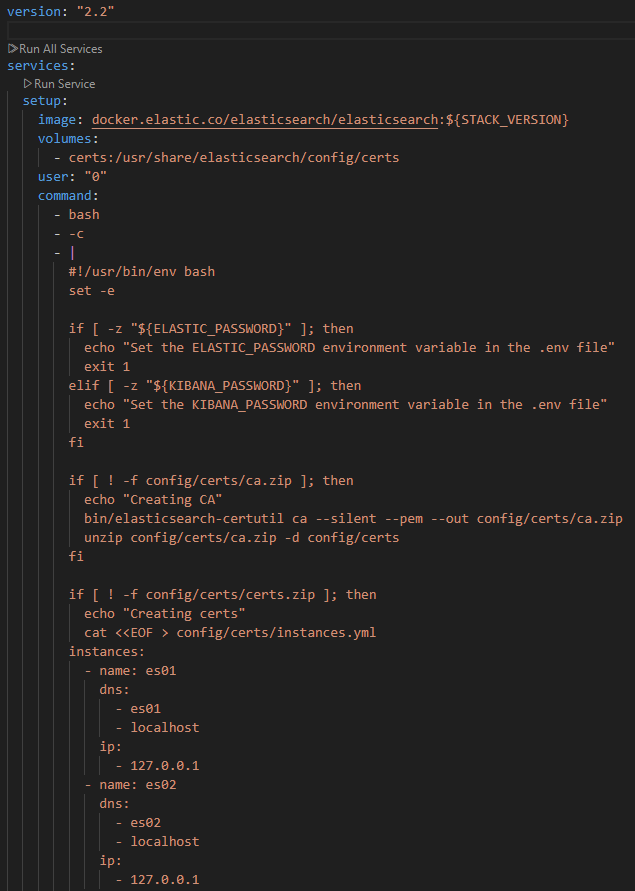 version: "2.2"
Run All Services
services:
Run Service
setup:
image: docker.elastic.co/elasticsearch/elasticsearch:${STACK_VERSION}
volumes:
- certs:/usr/share/elasticsearch/config/certs
user: "0"
command:
- bash
- -c
- |
#!/usr/bin/env bash
set -e
if [ -z "${ELASTIC_PASSWORD}" ]; then
echo "Set the ELASTIC_PASSWORD environment variable in the .env file"
exit 1
elif [ -z "${KIBANA_PASSWORD}" ]; then
echo "Set the KIBANA_PASSWORD environment variable in the .env file"
exit 1
fi
if [ ! -f config/certs/ca.zip ]; then
echo "Creating CA"
bin/elasticsearch-certutil ca --silent --pem --out config/certs/ca.zip
unzip config/certs/ca.zip -d config/certs
fi
if [ ! -f config/certs/certs.zip ]; then
echo "Creating certs"
cat <<EOF > config/certs/instances.yml
instances:
- name: es01
dns:
- es01
- localhost
ip:
- 127.0.0.1
- name: es02
dns:
- es02
- localhost
ip:
- 127.0.0.1